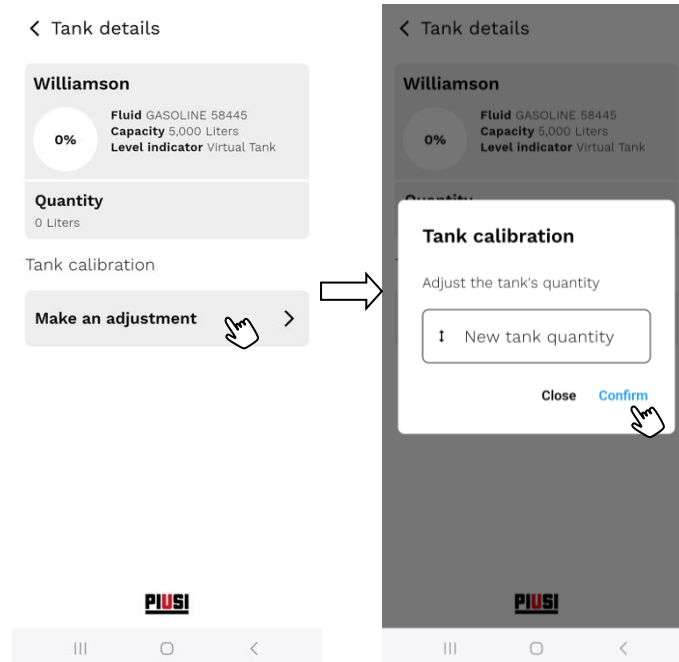 Tank details
Williamson
0%
Fluid GASOLINE 58445
Capacity 5,000 Liters
Level indicator Virtual Tank
Quantity
0 Liters
Tank calibration
Make an adjustment
PIUSI
Tank details
Williamson
0%
Fluid GASOLINE 58445
Capacity 5,000 Liters
Level indicator Virtual Tank
Quantity
Tank calibration
Adjust the tank's quantity
New tank quantity
Close Confirm
PIUSI